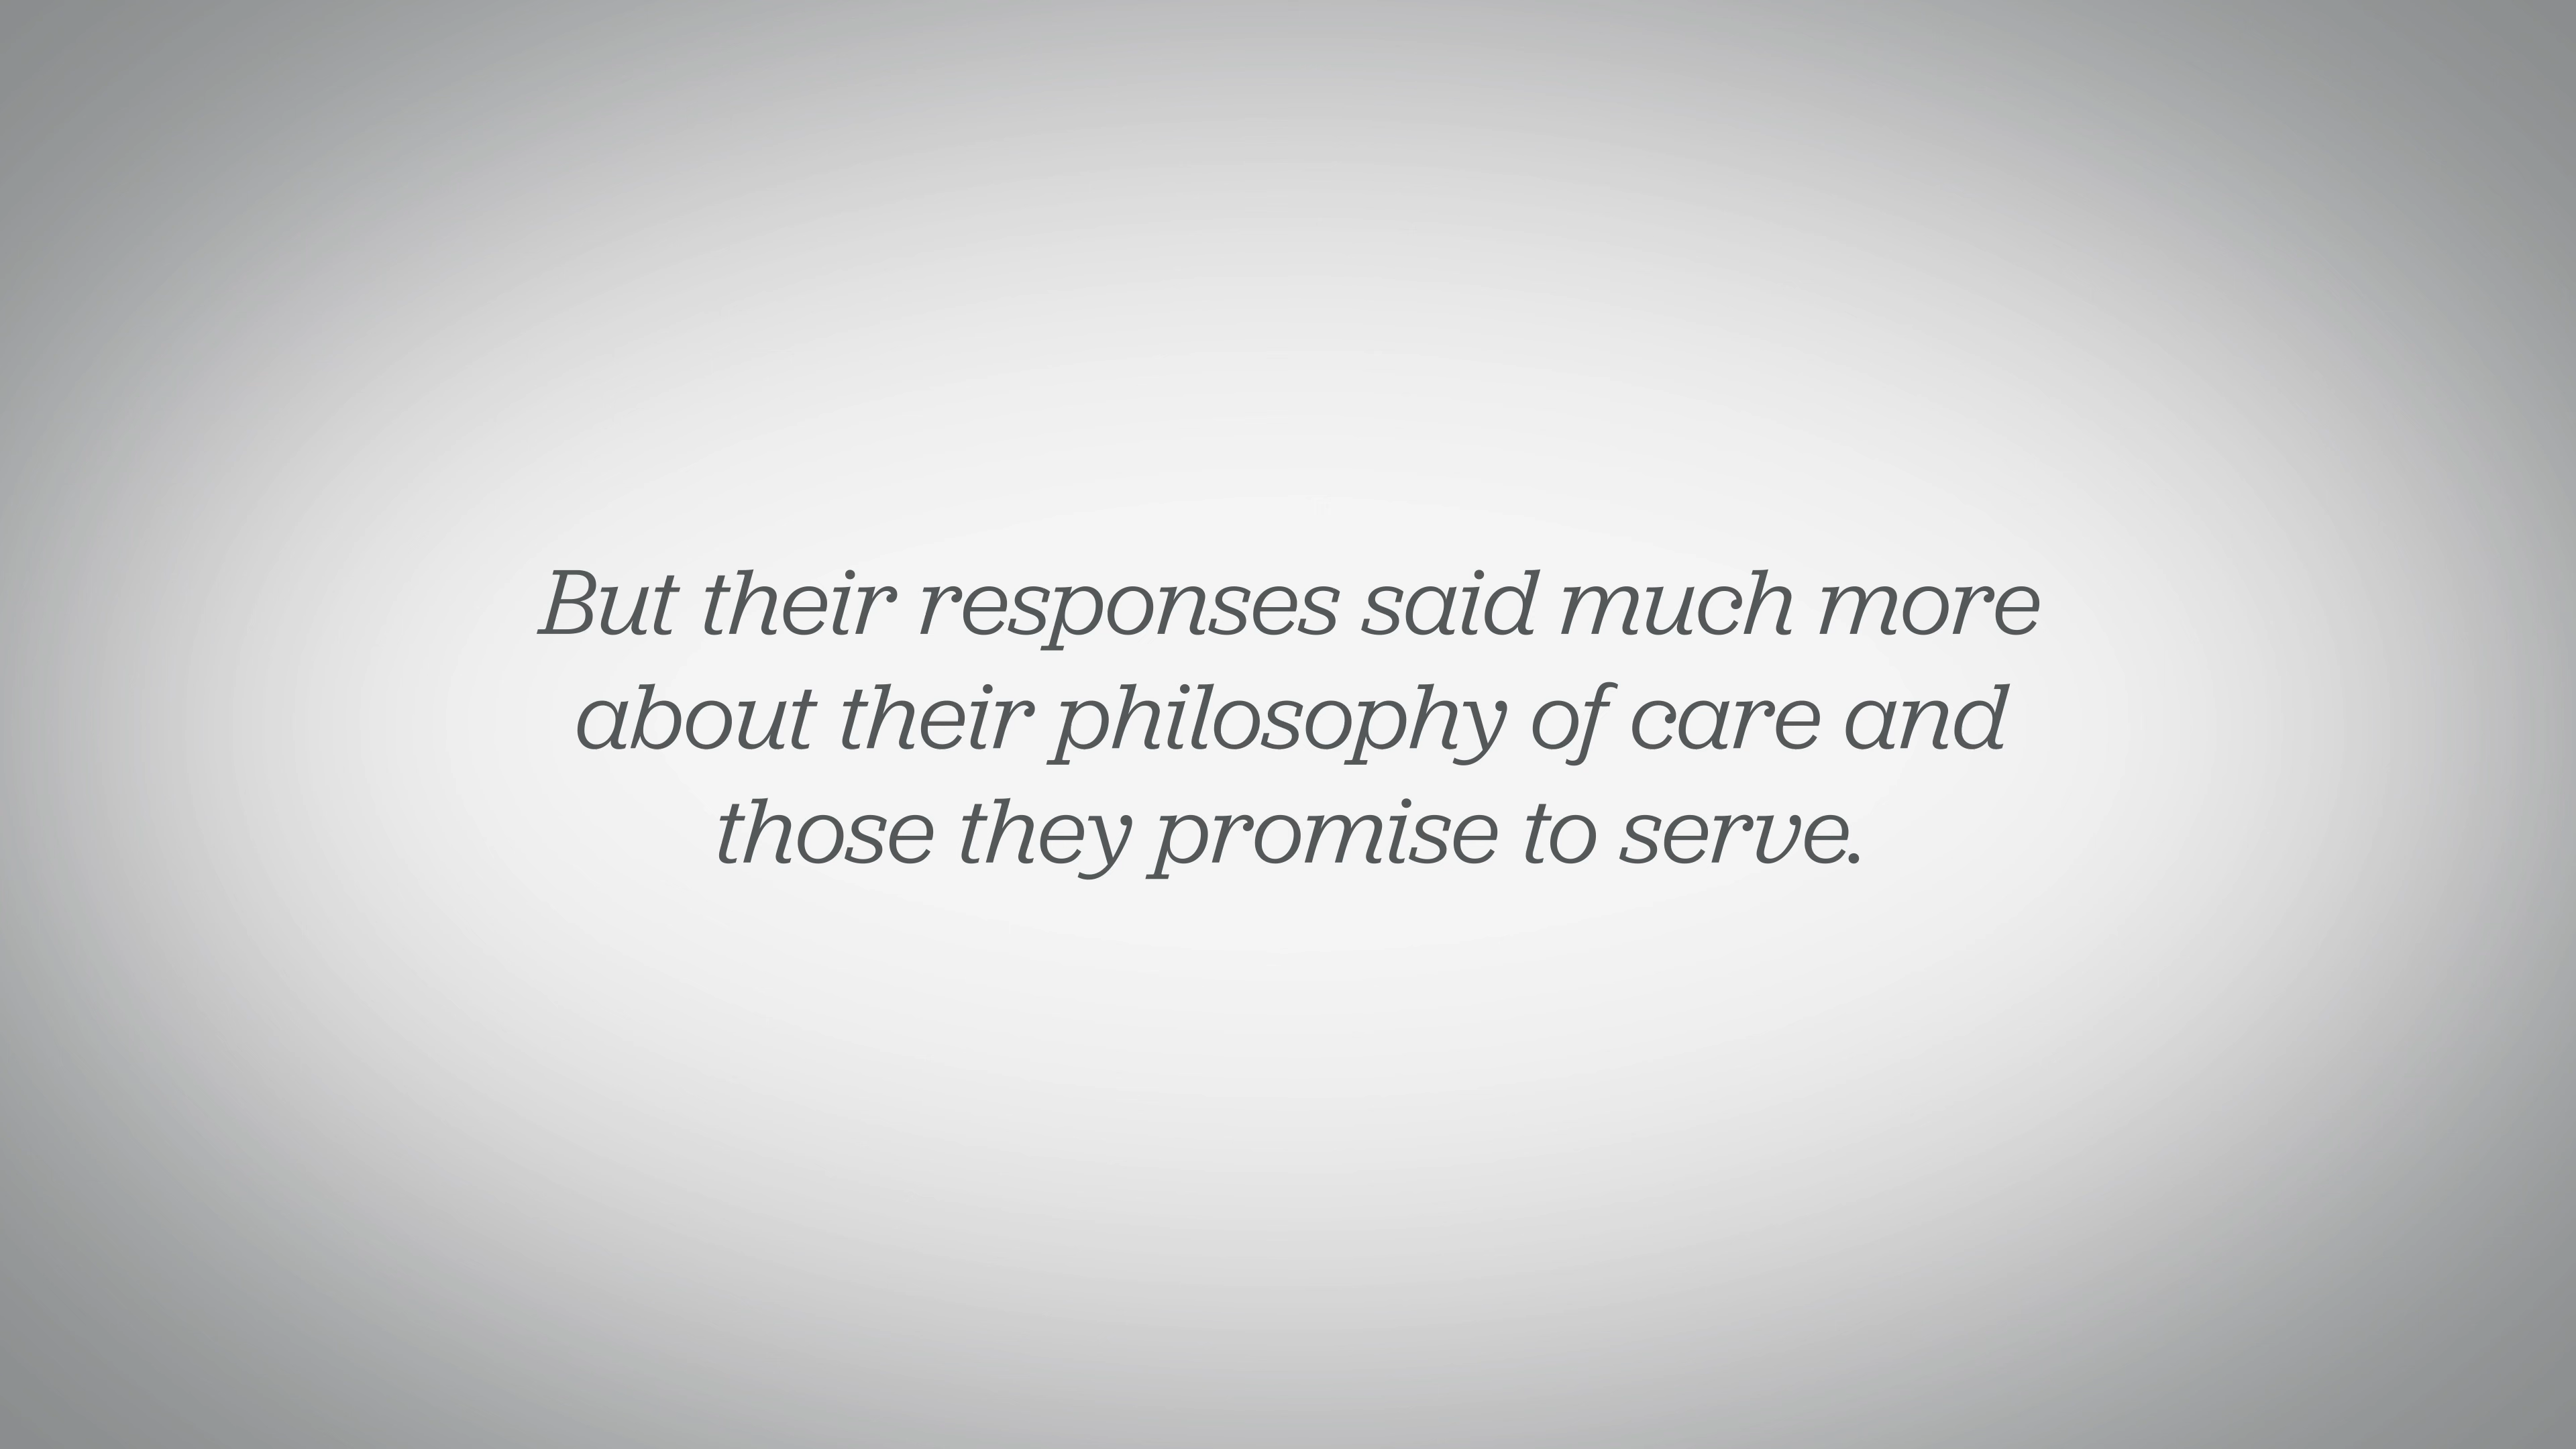 But their responses said much more
about their philosophy of care and
those they promise to serve.